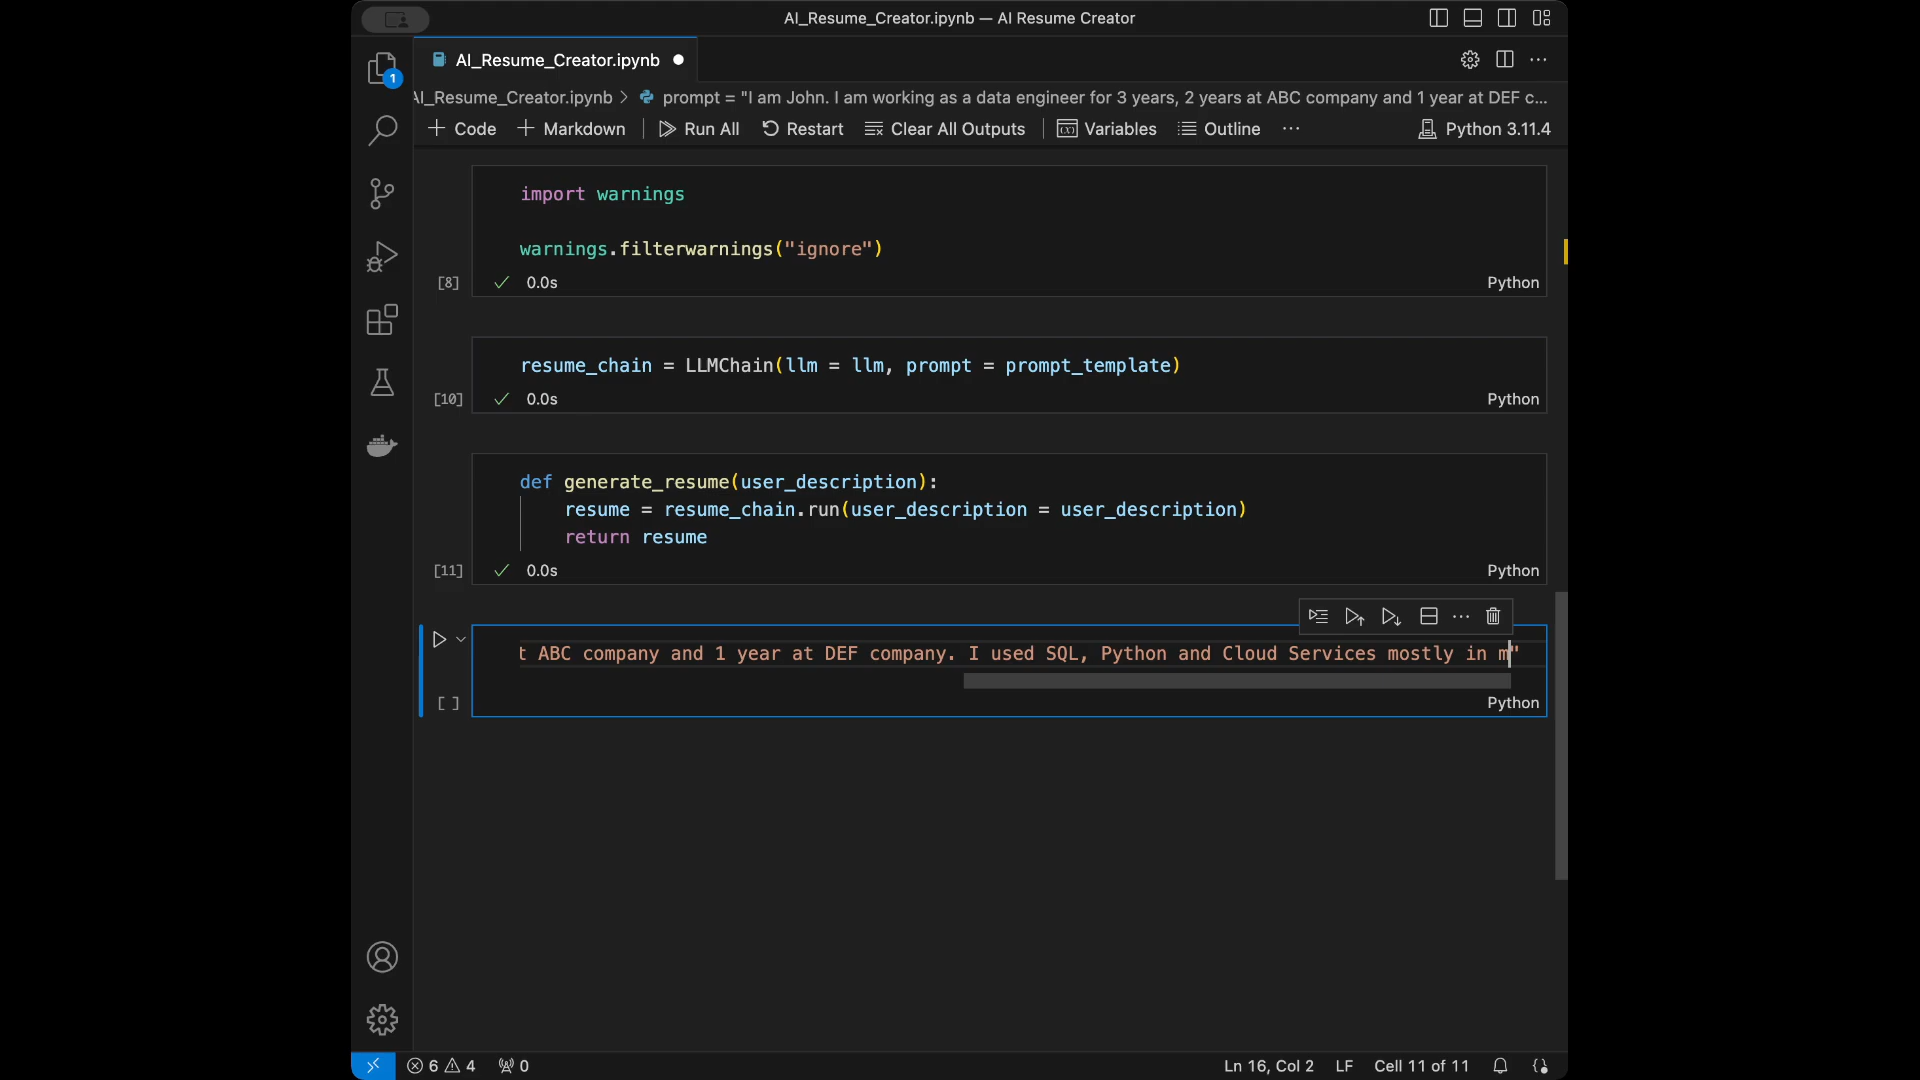 AI_Resume_Creator.ipynb — AI Resume Creator
AI_Resume_Creator.ipynb
1
AI_Resume_Creator.ipynb > prompt = "I am John. I am working as a data engineer for 3 years, 2 years at ABC company and 1 year at DEF c...
+ Code + Markdown Run All Restart Clear All Outputs Variables Outline ... Python 3.11.4
import warnings
warnings.filterwarnings("ignore")
[8] 0.0s Python
resume_chain = LLMChain(llm = llm, prompt = prompt_template)
[10] 0.0s Python
def generate_resume(user_description):
resume = resume_chain.run(user_description = user_description)
return resume
[11] 0.0s Python
t ABC company and 1 year at DEF company. I used SQL, Python and Cloud Services mostly in m"
[ ] Python
6 4 0 Ln 16, Col 2 LF Cell 11 of 11